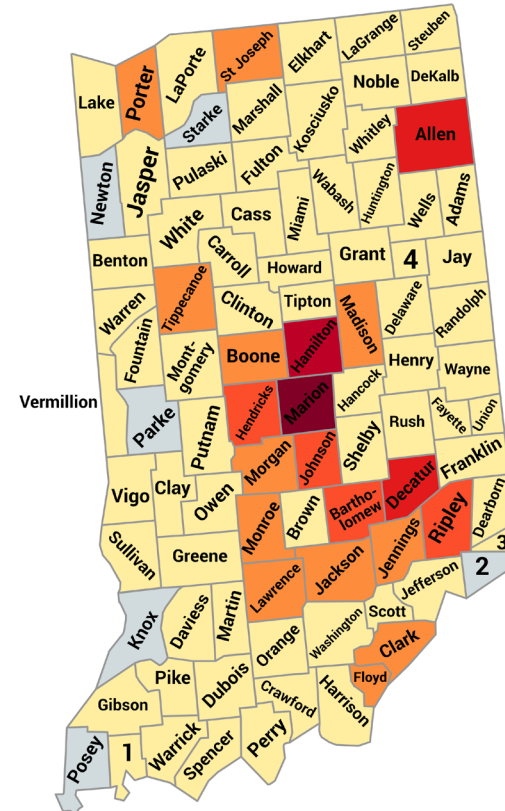 Steuben
LaGrange
Elkhart
St Joseph
LaPorte
Porter
Lake
Noble
DeKalb
Marshall
Kosciusko
Starke
Whitley
Allen
Newton
Jasper
Pulaski
Fulton
Wabash
Huntington
Wells
Adams
Miami
Cass
White
Carroll
Benton
Grant
4
Jay
Howard
Tippecanoe
Clinton
Tipton
Madison
Delaware
Randolph
Warren
Fountain
Mont-
gomery
Boone
Hamilton
Henry
Wayne
Hancock
Vermillion
Parke
Putnam
Hendricks
Marion
Shelby
Rush
Fayette
Union
Franklin
Morgan
Johnson
Decatur
Vigo
Clay
Owen
Monroe
Brown
Bartho-
lomew
Ripley
Dearborn
Sullivan
Greene
Jennings
3
2
Lawrence
Jackson
Jefferson
Knox
Daviess
Martin
Orange
Washington
Scott
Clark
Floyd
Pike
Dubois
Crawford
Harrison
Gibson
Posey
1
Warrick
Spencer
Perry